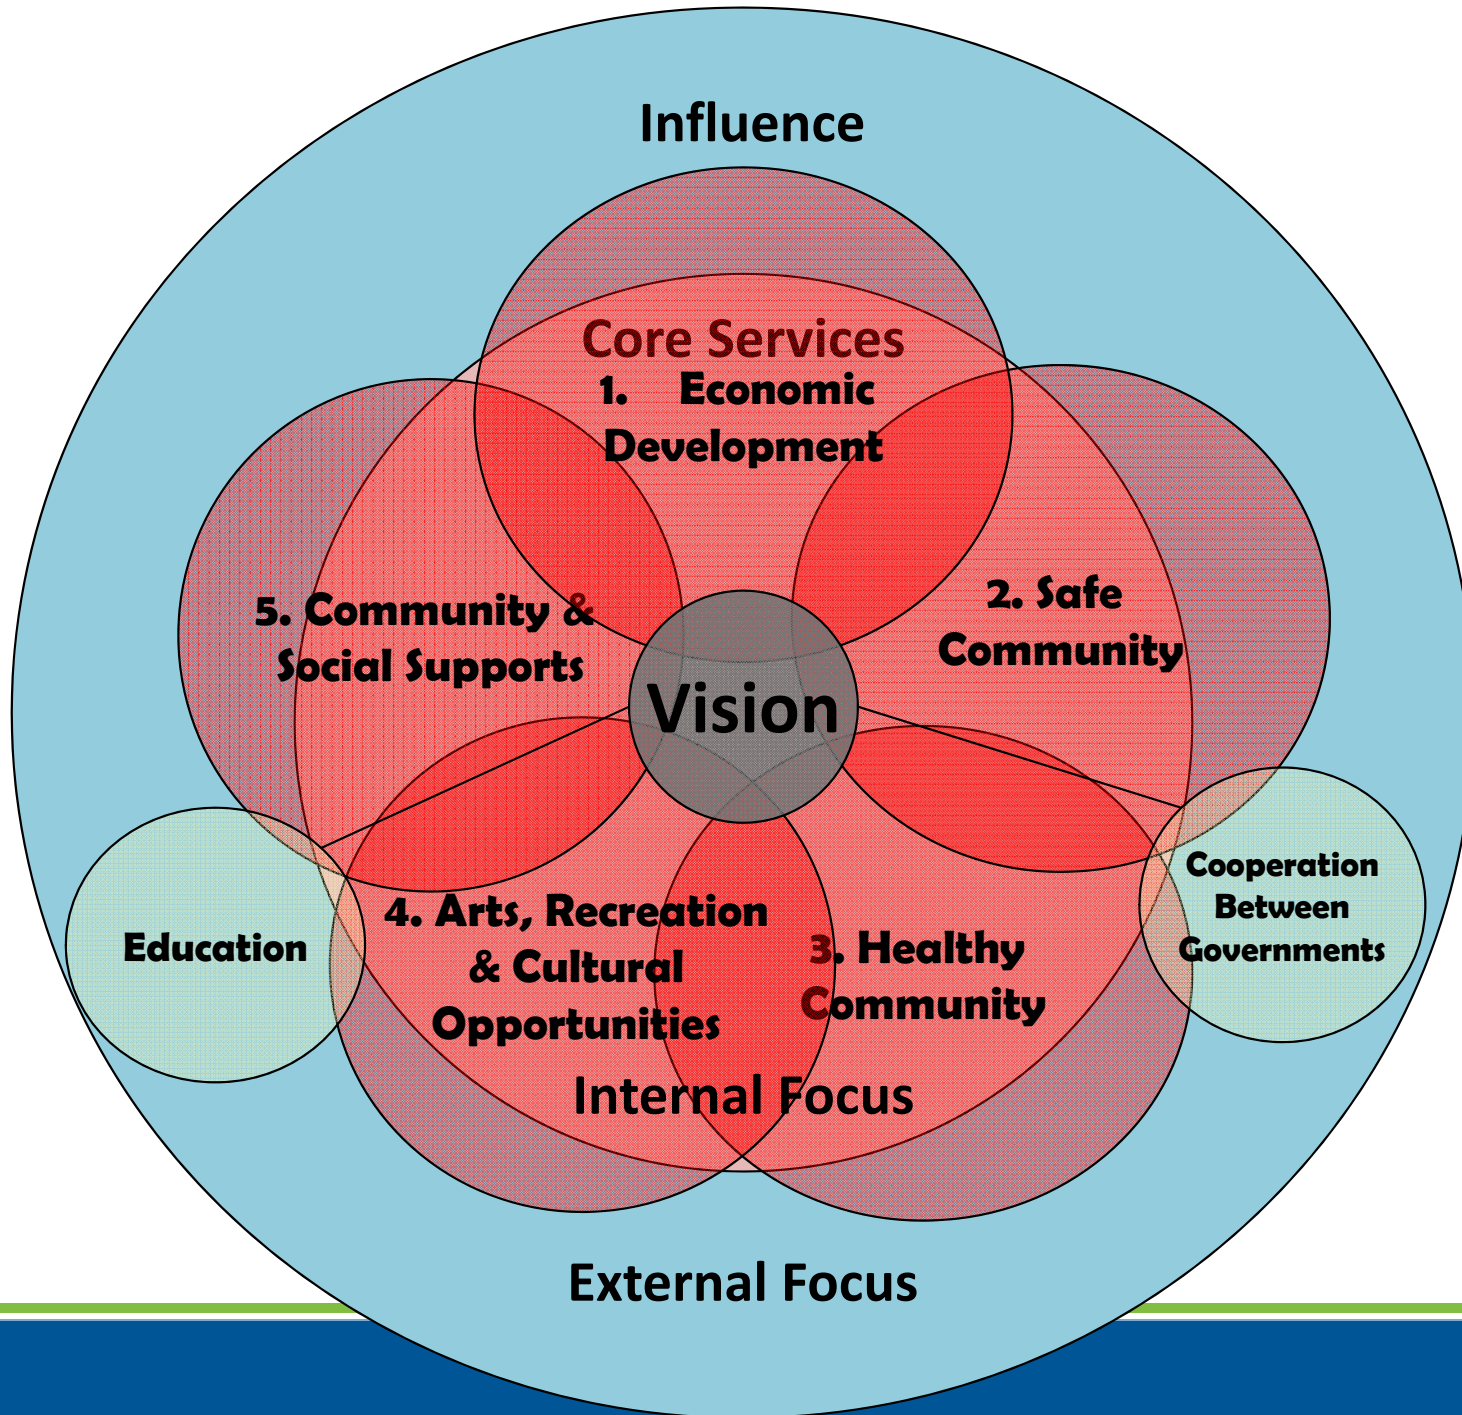 Influence
Core Services
1. Economic
Development
2. Safe
Community
5. Community &
Social Supports
Vision
Cooperation
Between
Governments
Education
4. Arts, Recreation
& Cultural
Opportunities
3. Healthy
Community
Internal Focus
External Focus